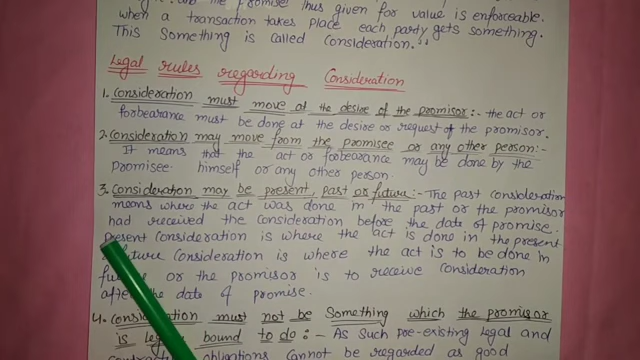 and the promise thus given for value is enforceable.
when a transaction takes place each party gets something.
This Something is called Consideration."
Legal rules regarding Consideration
1. Consideration must move at the desire of the promisor:- The act or
forbearance must be done at the desire or request of the promisor.
2. Consideration may move from the promisee or any other person:-
It means that the act or forbearance may be done by the
promisee himself or any other person.
3. Consideration may be present, past or future:- The past consideration
means where the act was done in the past or the promisor
had received the consideration before the date of promise.
Present Consideration is where the act is done in the present
future consideration is where the act is to be done in
or the promisor is to receive consideration
after the date of promise.
4. Consideration must not be Something which the promisor
is bound to do:- As such pre-existing legal and
obligations cannot be regarded as good